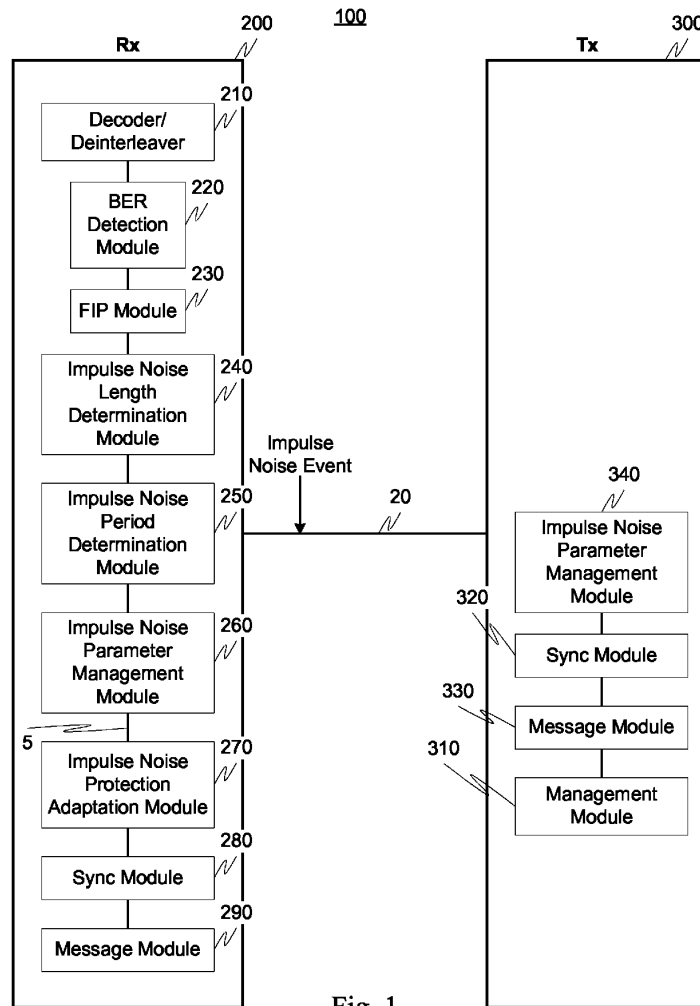 100
200
Rx
210
Decoder/
Deinterleaver
220
BER
Detection
Module
230
FIP Module
240
Impulse Noise
Length
Determination
Module
250
Impulse Noise
Period
Determination
Module
260
Impulse Noise
Parameter
Management
Module
5
270
Impulse Noise
Protection
Adaptation Module
280
Sync Module
290
Message Module
Impulse
Noise Event
20
300
Tx
340
Impulse Noise
Parameter
Management
Module
320
Sync Module
330
Message Module
310
Management
Module
Fig. 1